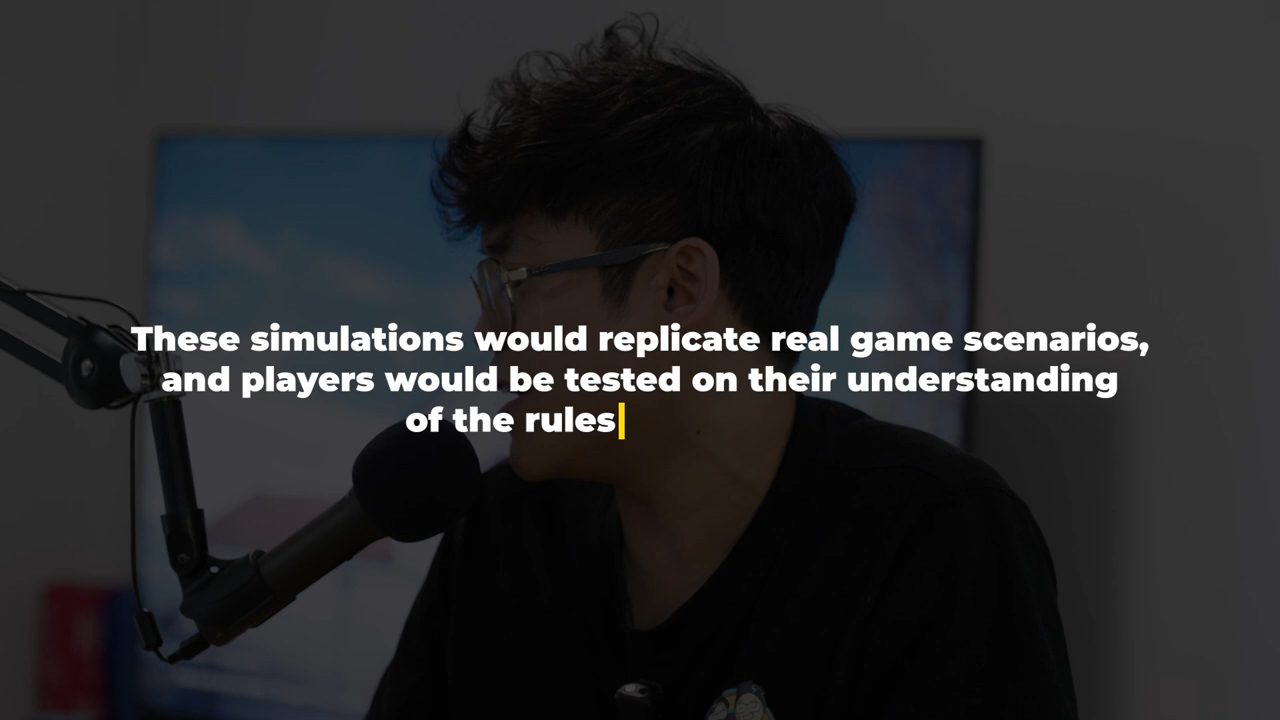 These simulations would replicate real game scenarios,
and players would be tested on their understanding
of the rules